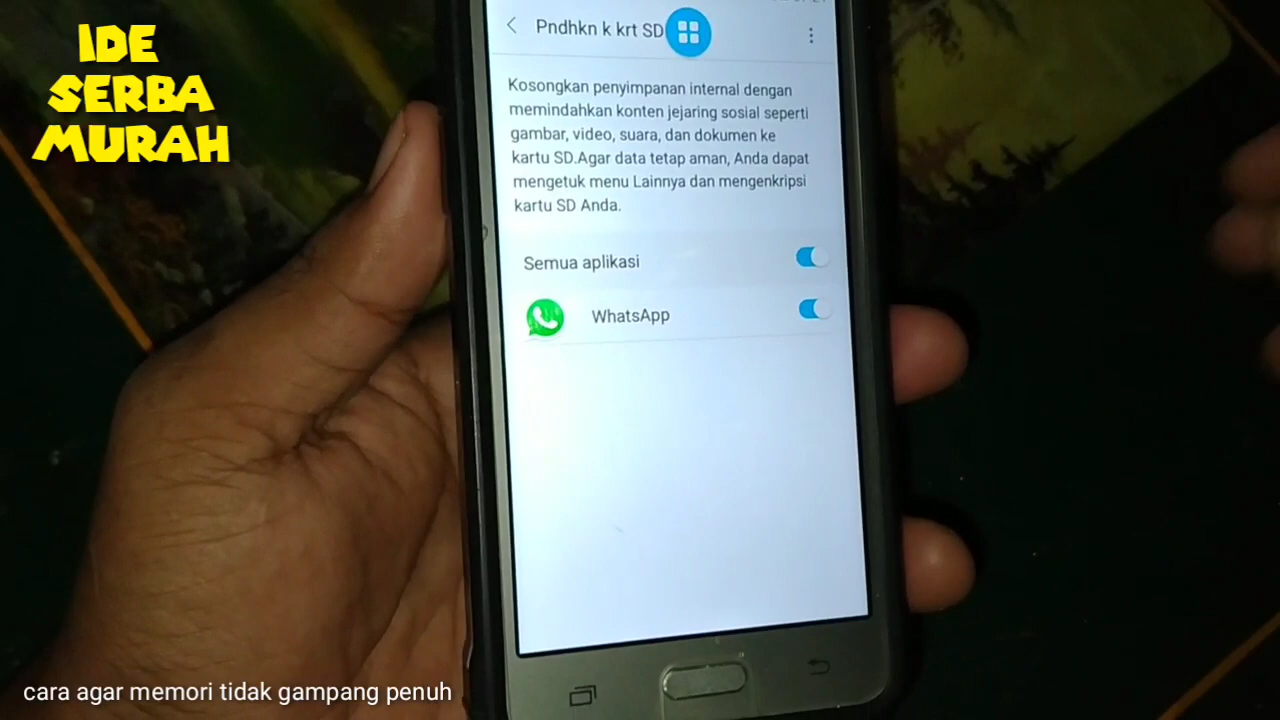 IDE
SERBA
MURAH
Pndhkn k krt SD
Kosongkan penyimpanan internal dengan
memindahkan konten jejaring sosial seperti
gambar, video, suara, dan dokumen ke
kartu SD.Agar data tetap aman, Anda dapat
mengetuk menu Lainnya dan mengenkripsi
kartu SD Anda.
Semua aplikasi
WhatsApp
cara agar memori tidak gampang penuh